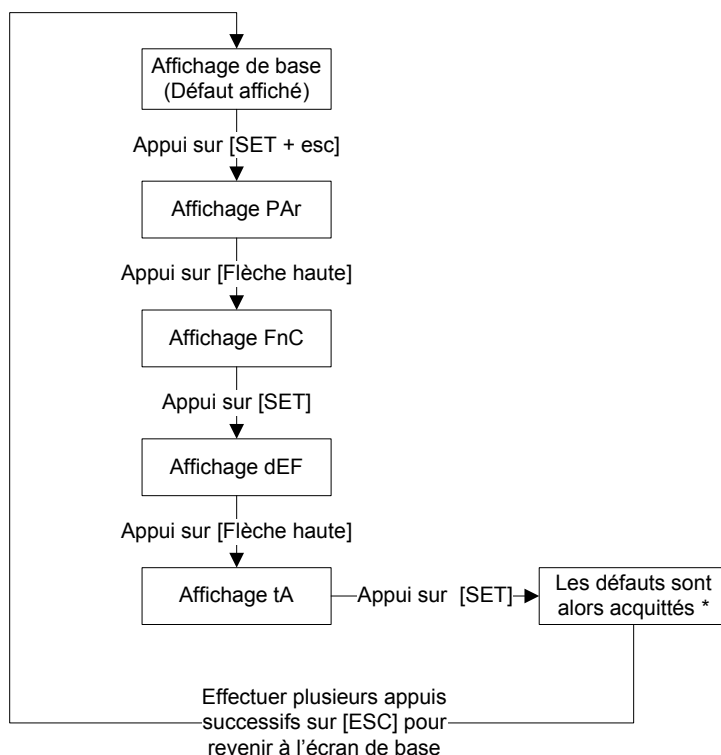 Affichage de base
(Défaut affiché)
Appui sur [SET + esc]
Affichage PAr
Appui sur [Flèche haute]
Affichage FnC
Appui sur [SET]
Affichage dEF
Appui sur [Flèche haute]
Affichage tA
Appui sur [SET]
Les défauts sont
alors acquittés *
Effectuer plusieurs appuis
successifs sur [ESC] pour
revenir à l’écran de base